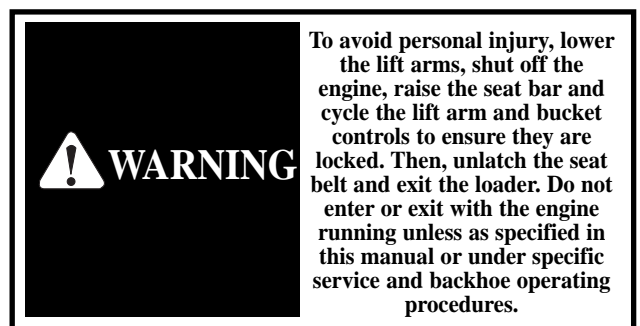 WARNING
To avoid personal injury, lower
the lift arms, shut off the
engine, raise the seat bar and
cycle the lift arm and bucket
controls to ensure they are
locked. Then, unlatch the seat
belt and exit the loader. Do not
enter or exit with the engine
running unless as specified in
this manual or under specific
service and backhoe operating
procedures.